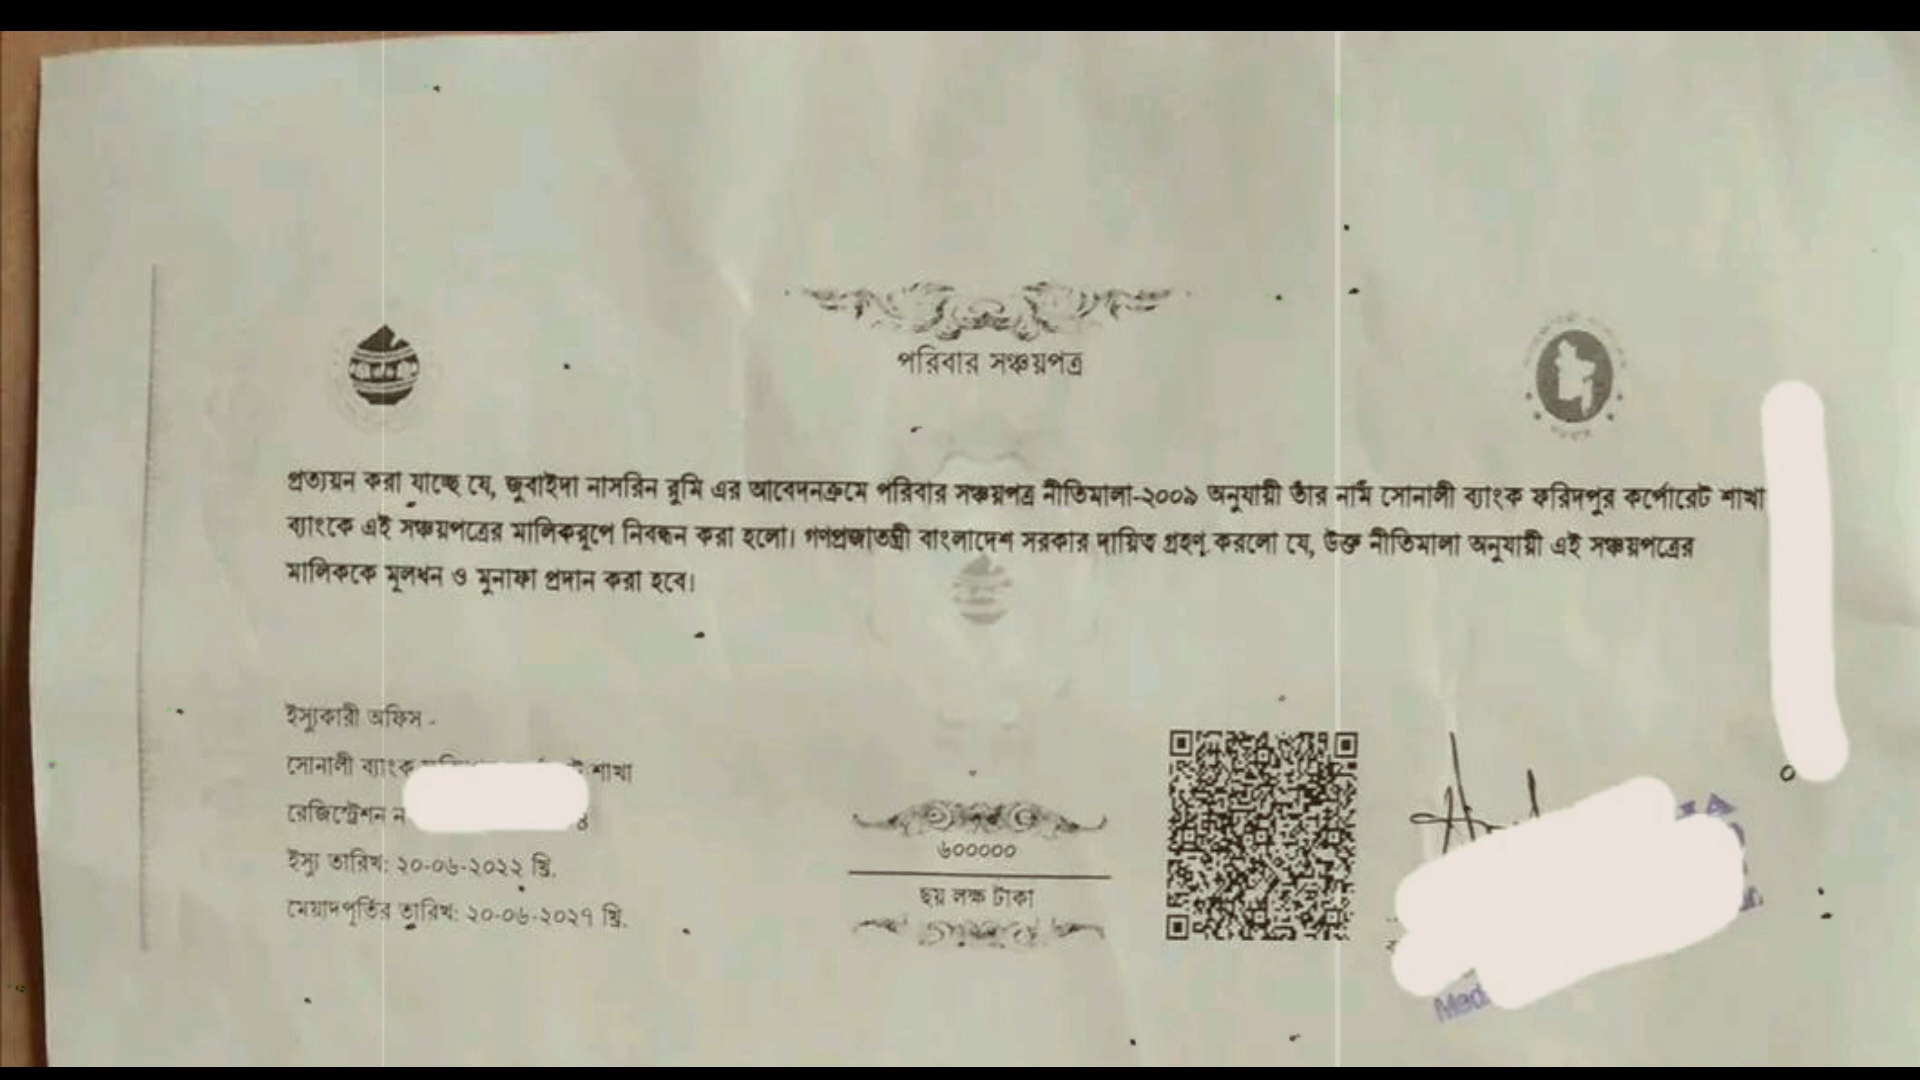 পরিবার সঞ্চয়পত্র
প্রত্যয়ন করা যাচ্ছে যে, জুবাইদা নাসরিন রুমি এর আবেদনক্রমে পরিবার সঞ্চয়পত্র নীতিমালা-২০০৯ অনুযায়ী তাঁর নাম সোনালী ব্যাংক ফরিদপুর কর্পোরেট শাখা
ব্যাংকে এই সঞ্চয়পত্রের মালিকরূপে নিবন্ধন করা হলো। গণপ্রজাতন্ত্রী বাংলাদেশ সরকার দায়িত্ব গ্রহণ করলো যে, উক্ত নীতিমালা অনুযায়ী এই সঞ্চয়পত্রের
মালিককে মূলধন ও মুনাফা প্রদান করা হবে।
ইস্যুকারী অফিস -
সোনালী ব্যাংক শাখা
রেজিস্ট্রেশন ন
ইস্যু তারিখ: ২০-০৬-২০২২ খ্রি.
মেয়াদপূর্তির তারিখ: ২০-০৬-২০২৭ খ্রি.
৬০০০০০
ছয় লক্ষ টাকা